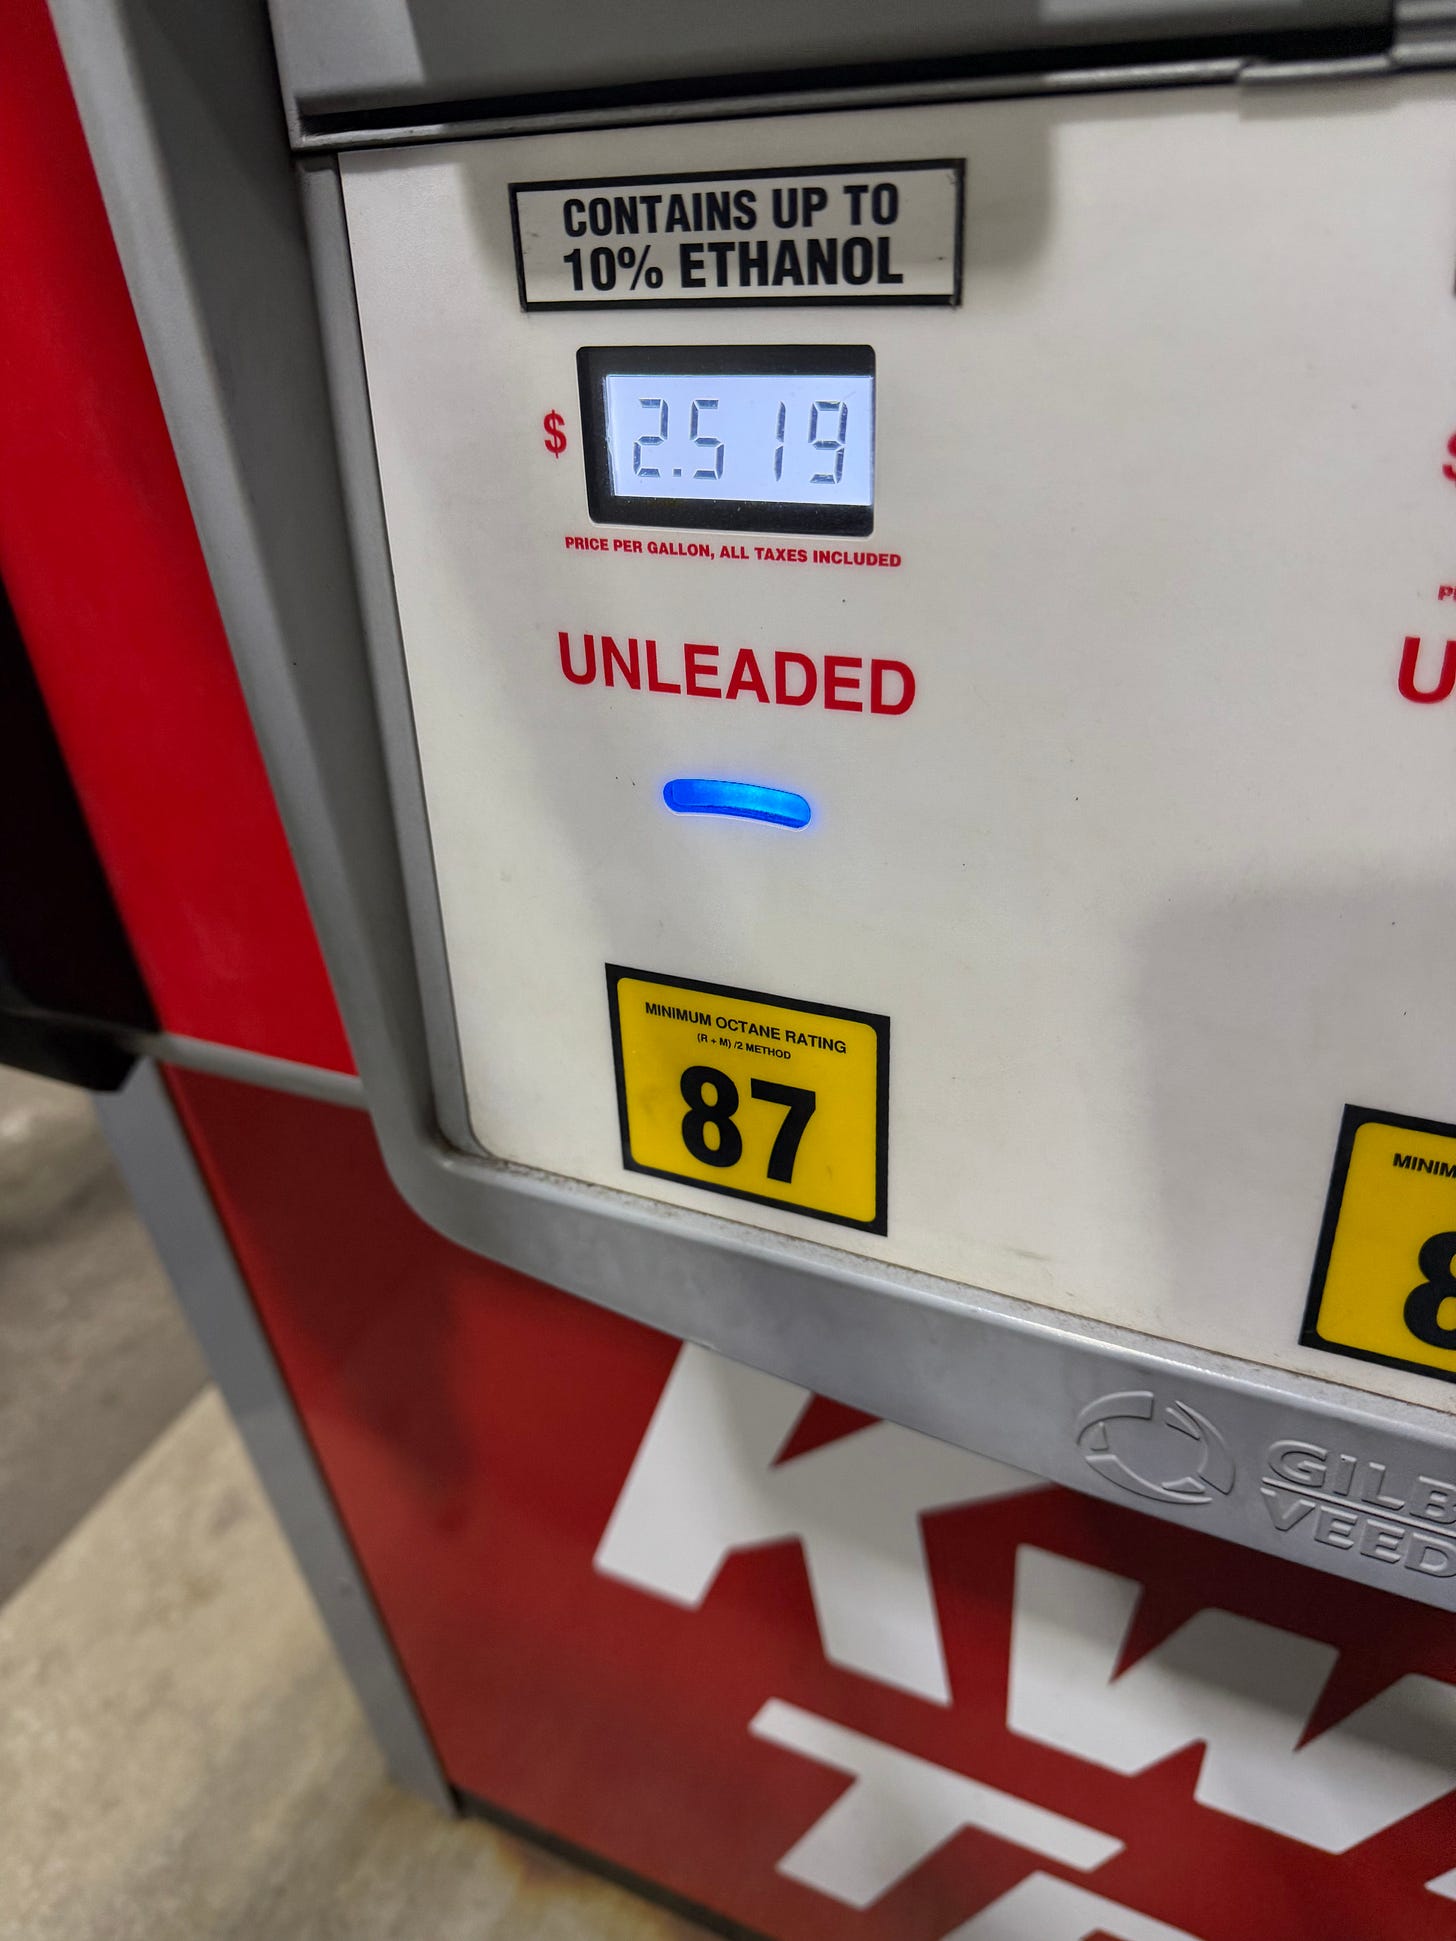 CONTAINS UP TO
10% ETHANOL
$ 2.519
PRICE PER GALLON, ALL TAXES INCLUDED
UNLEADED
MINIMUM OCTANE RATING
(R + M) /2 METHOD
87